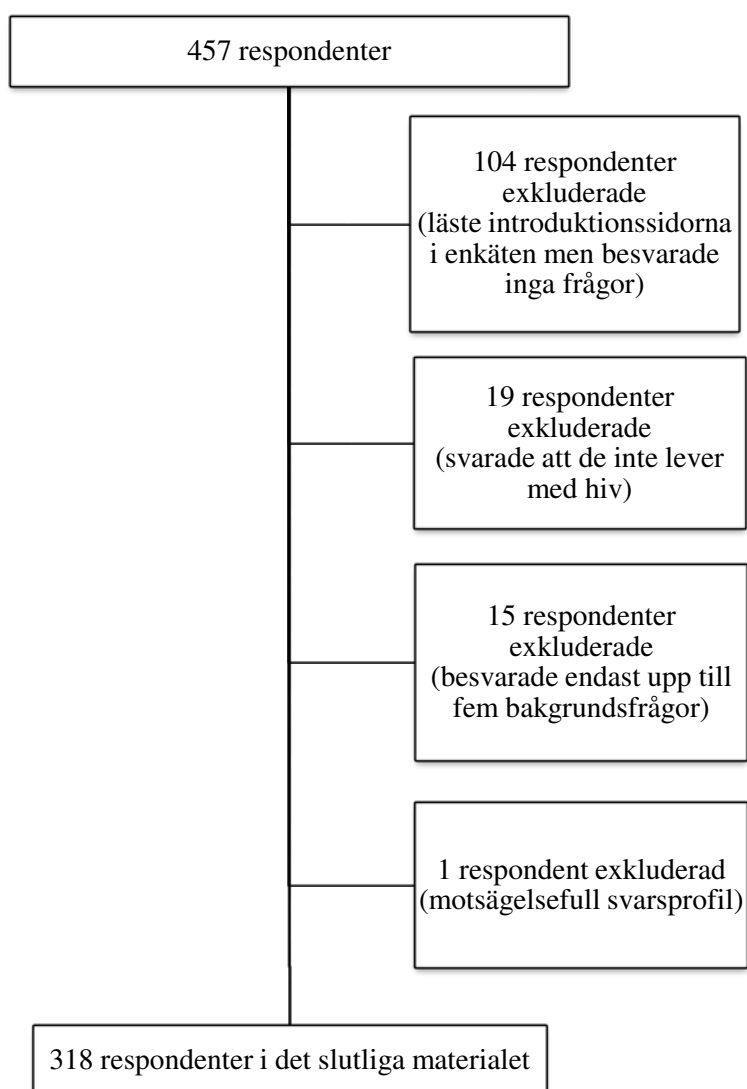 457 respondenter
104 respondenter
exkluderade
(läste introduktionssidorna
i enkäten men besvarade
inga frågor)
19 respondenter
exkluderade
(svarade att de inte lever
med hiv)
15 respondenter
exkluderade
(besvarade endast upp till
fem bakgrundsfrågor)
1 respondent exkluderad
(motsägelsefull svarsprofil)
318 respondenter i det slutliga materialet